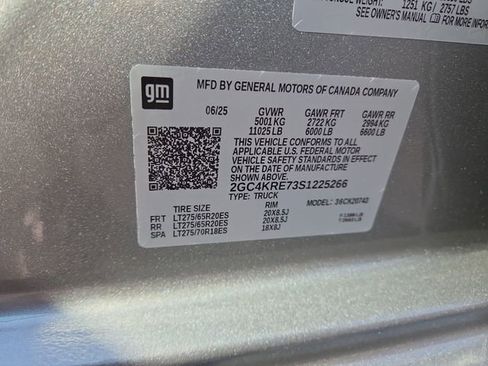 1251 KG / 2757 LBS
SEE OWNER'S MANUAL FOR MORE
gm
MFD BY GENERAL MOTORS OF CANADA COMPANY
06/25 GVWR GAWR FRT GAWR RR
5001 KG 2722 KG 2994 KG
11025 LB 6000 LB 6600 LB
THIS VEHICLE CONFORMS TO ALL
APPLICABLE U.S. FEDERAL MOTOR
VEHICLE SAFETY STANDARDS IN
EFFECT ON THE DATE OF
MANUFACTURE SHOWN ABOVE.
2GC4KRE73S1225266
TYPE: TRUCK MODEL: 36CK20743
TIRE SIZE RIM
FRT LT275/65R20ES 20X8.5J
RR LT275/65R20ES 20X8.5J
SPA LT275/70R18ES 18X8J